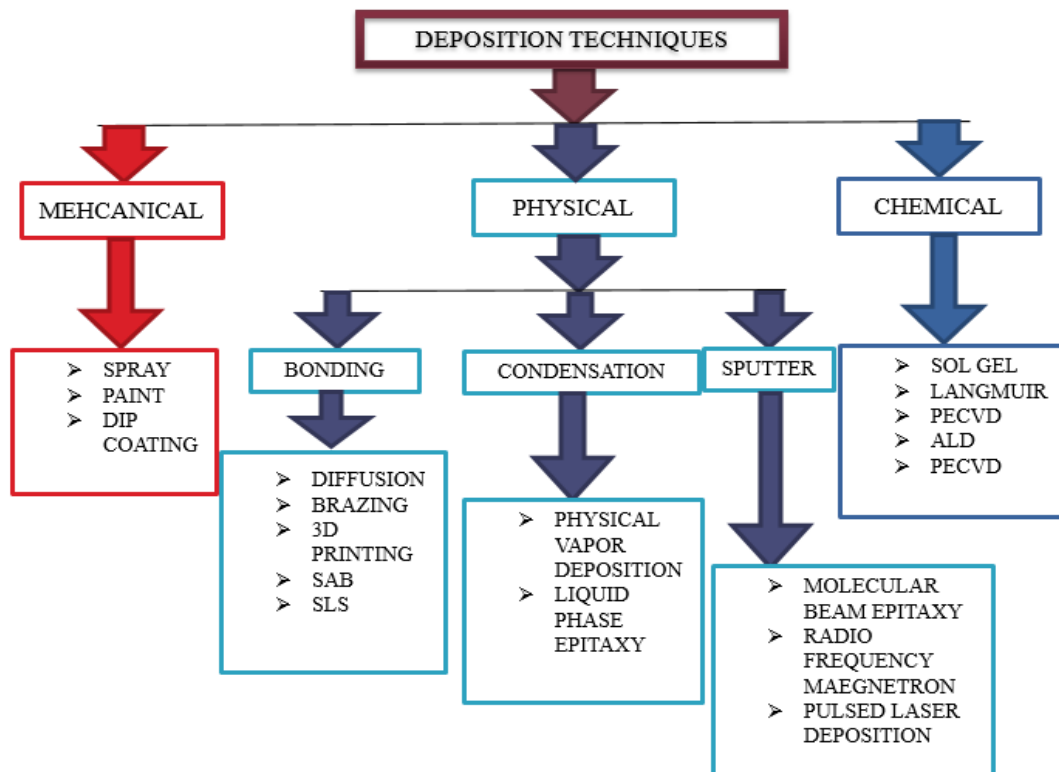 DEPOSITION TECHNIQUES
MEHCANICAL
PHYSICAL
CHEMICAL
➢ SPRAY
➢ PAINT
➢ DIP
COATING
BONDING
CONDENSATION
SPUTTER
➢ SOL GEL
➢ LANGMUIR
➢ PECVD
➢ ALD
➢ PECVD
➢ DIFFUSION
➢ BRAZING
➢ 3D
PRINTING
➢ SAB
➢ SLS
➢ PHYSICAL
VAPOR
DEPOSITION
➢ LIQUID
PHASE
EPITAXY
➢ MOLECULAR
BEAM EPITAXY
➢ RADIO
FREQUENCY
MAEGNETRON
➢ PULSED LASER
DEPOSITION